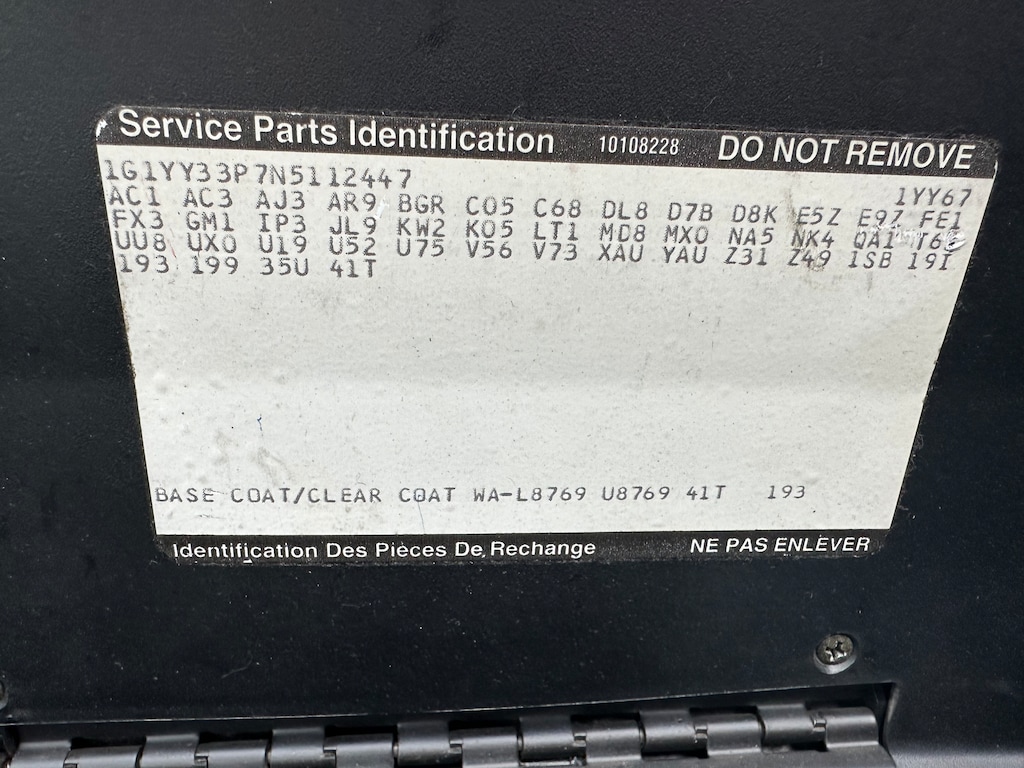 Service Parts Identification 10108228 DO NOT REMOVE
1G1YY33P7N5112447 1YY67
AC1 AC3 AJ3 AR9 BGR C05 C68 DL8 D7B D8K E5Z E9Z FE1
FX3 GM1 IP3 JL9 KW2 K05 LT1 MD8 MX0 NA5 NK4 QA1
UU8 UX0 U19 U52 U75 V56 V73 XAU YAU Z31 Z49 1SB 19I
193 199 35U 41T
BASE COAT/CLEAR COAT WA-L8769 U8769 41T 193
Identification Des Pièces De Rechange NE PAS ENLEVER